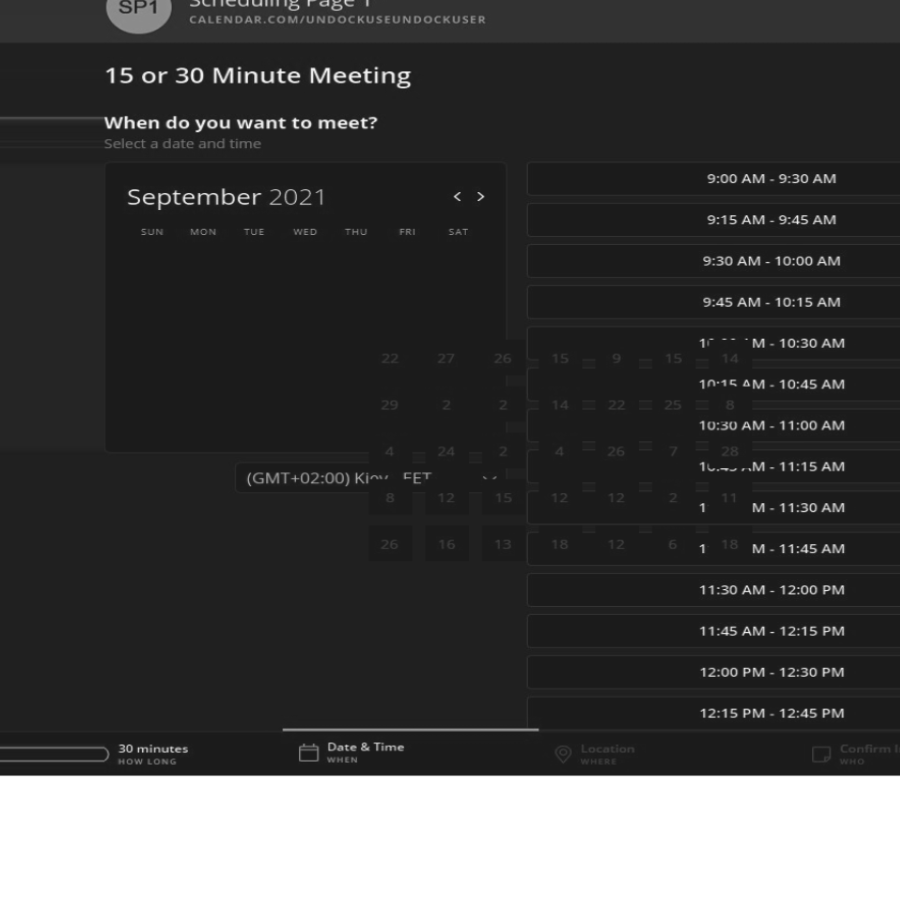 SP1
Scheduling Page 1
CALENDAR.COM/UNDOCKUSEUNDOCKUSER
15 or 30 Minute Meeting
When do you want to meet?
Select a date and time
September 2021
< >
SUN MON TUE WED THU FRI SAT
22 27 26 15 9 15 14
29 2 2 14 22 25 8
4 24 2 4 26 7 28
8 12 15 12 12 2 11
26 16 13 18 12 6 18
(GMT+02:00) Kiev EET
9:00 AM - 9:30 AM
9:15 AM - 9:45 AM
9:30 AM - 10:00 AM
9:45 AM - 10:15 AM
M - 10:30 AM
10:15 AM - 10:45 AM
10:30 AM - 11:00 AM
10:45 AM - 11:15 AM
M - 11:30 AM
M - 11:45 AM
11:30 AM - 12:00 PM
11:45 AM - 12:15 PM
12:00 PM - 12:30 PM
12:15 PM - 12:45 PM
30 minutes
HOW LONG
Date & Time
WHEN
Location
WHERE
Confirm
WHO